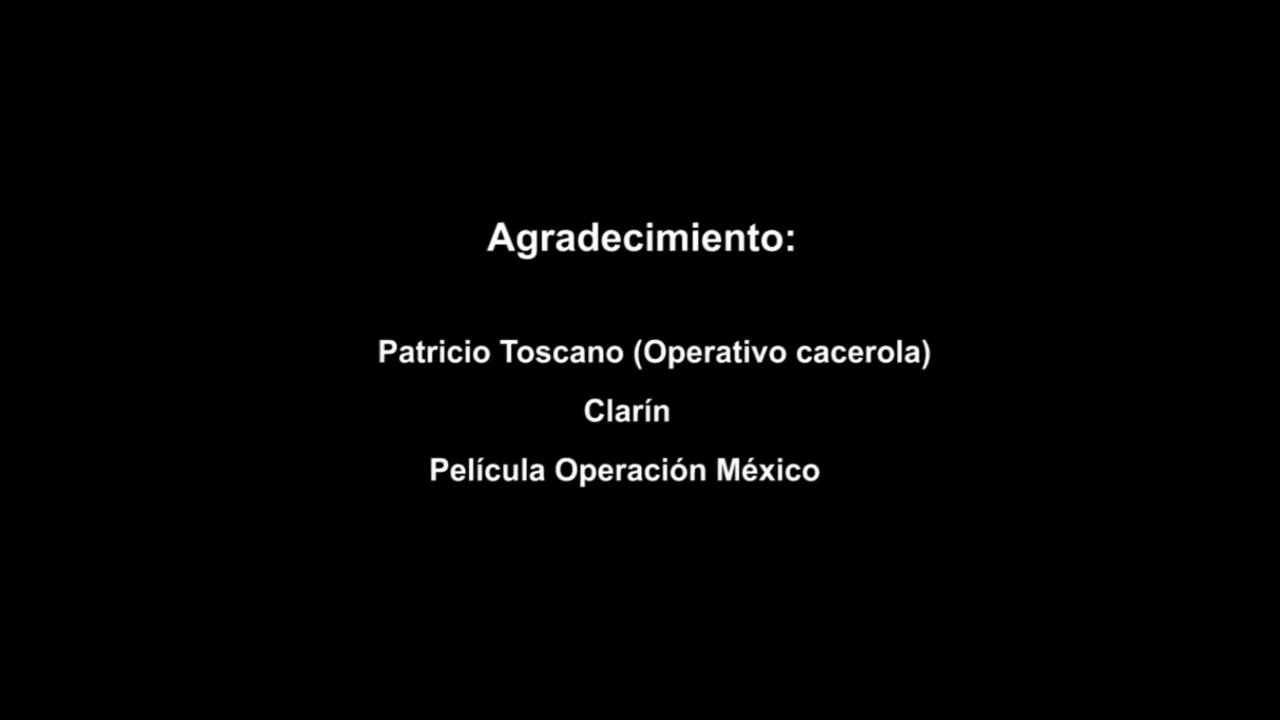 Agradecimiento:
Patricio Toscano (Operativo cacerola)
Clarín
Película Operación México